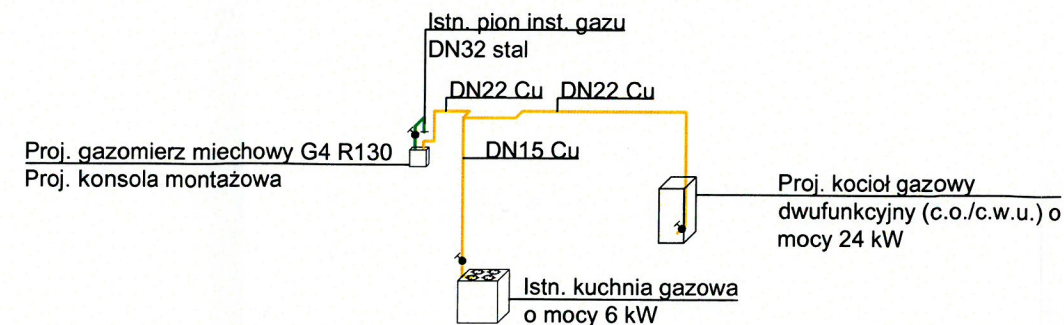 Istn. pion inst. gazu
DN32 stal
DN22 Cu
DN22 Cu
Proj. gazomierz miechowy G4 R130
Proj. konsola montażowa
DN15 Cu
Proj. kocioł gazowy
dwufunkcyjny (c.o./c.w.u.) o
mocy 24 kW
Istn. kuchnia gazowa
o mocy 6 kW